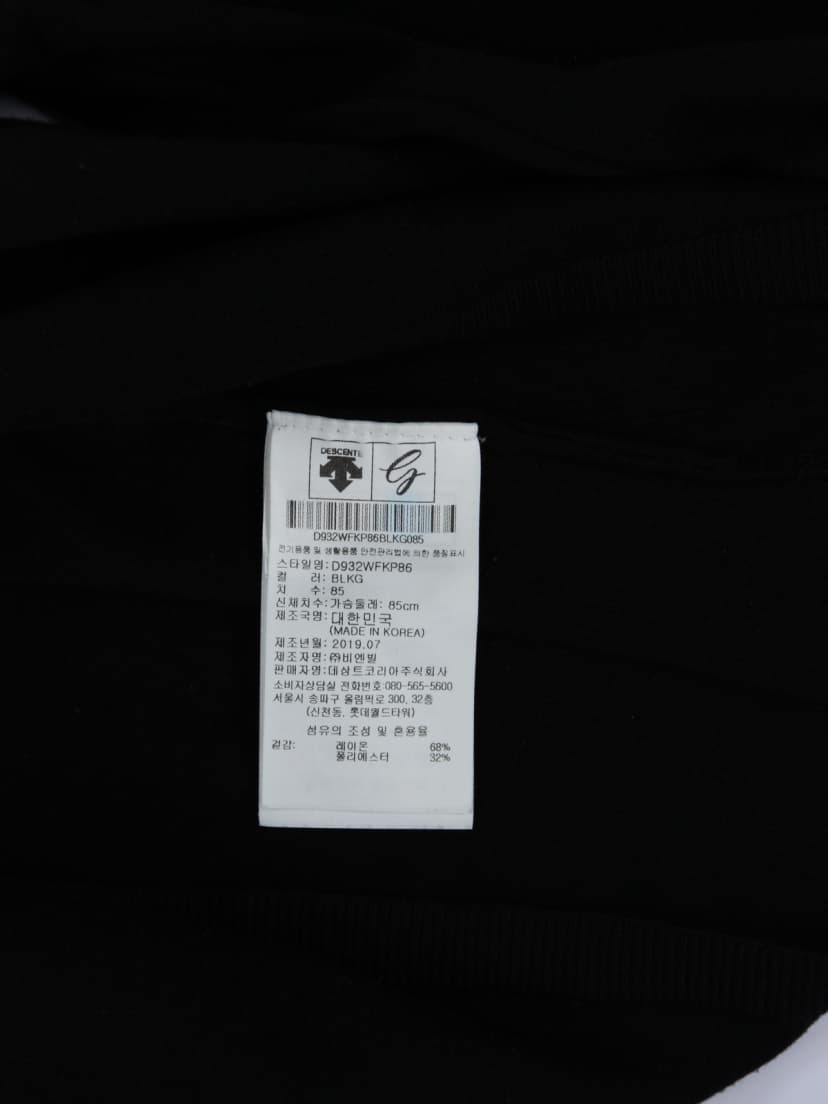 DESCENTE
D932WFKP86BLKG085
전기용품 및 생활용품 안전관리법에 의한 품질표시
스타일명: D932WFKP86
컬 러: BLKG
치 수: 85
신체치수: 가슴둘레: 85cm
제조국명: 대한민국
(MADE IN KOREA)
제조년월: 2019.07
제조자명: ㈜비엔빌
판매자명: 데상트코리아주식회사
소비자상담실 전화번호: 080-565-5600
서울시 송파구 올림픽로 300, 32층
(신천동, 롯데월드타워)
섬유의 조성 및 혼용율
겉감: 레이온 68%
폴리에스터 32%